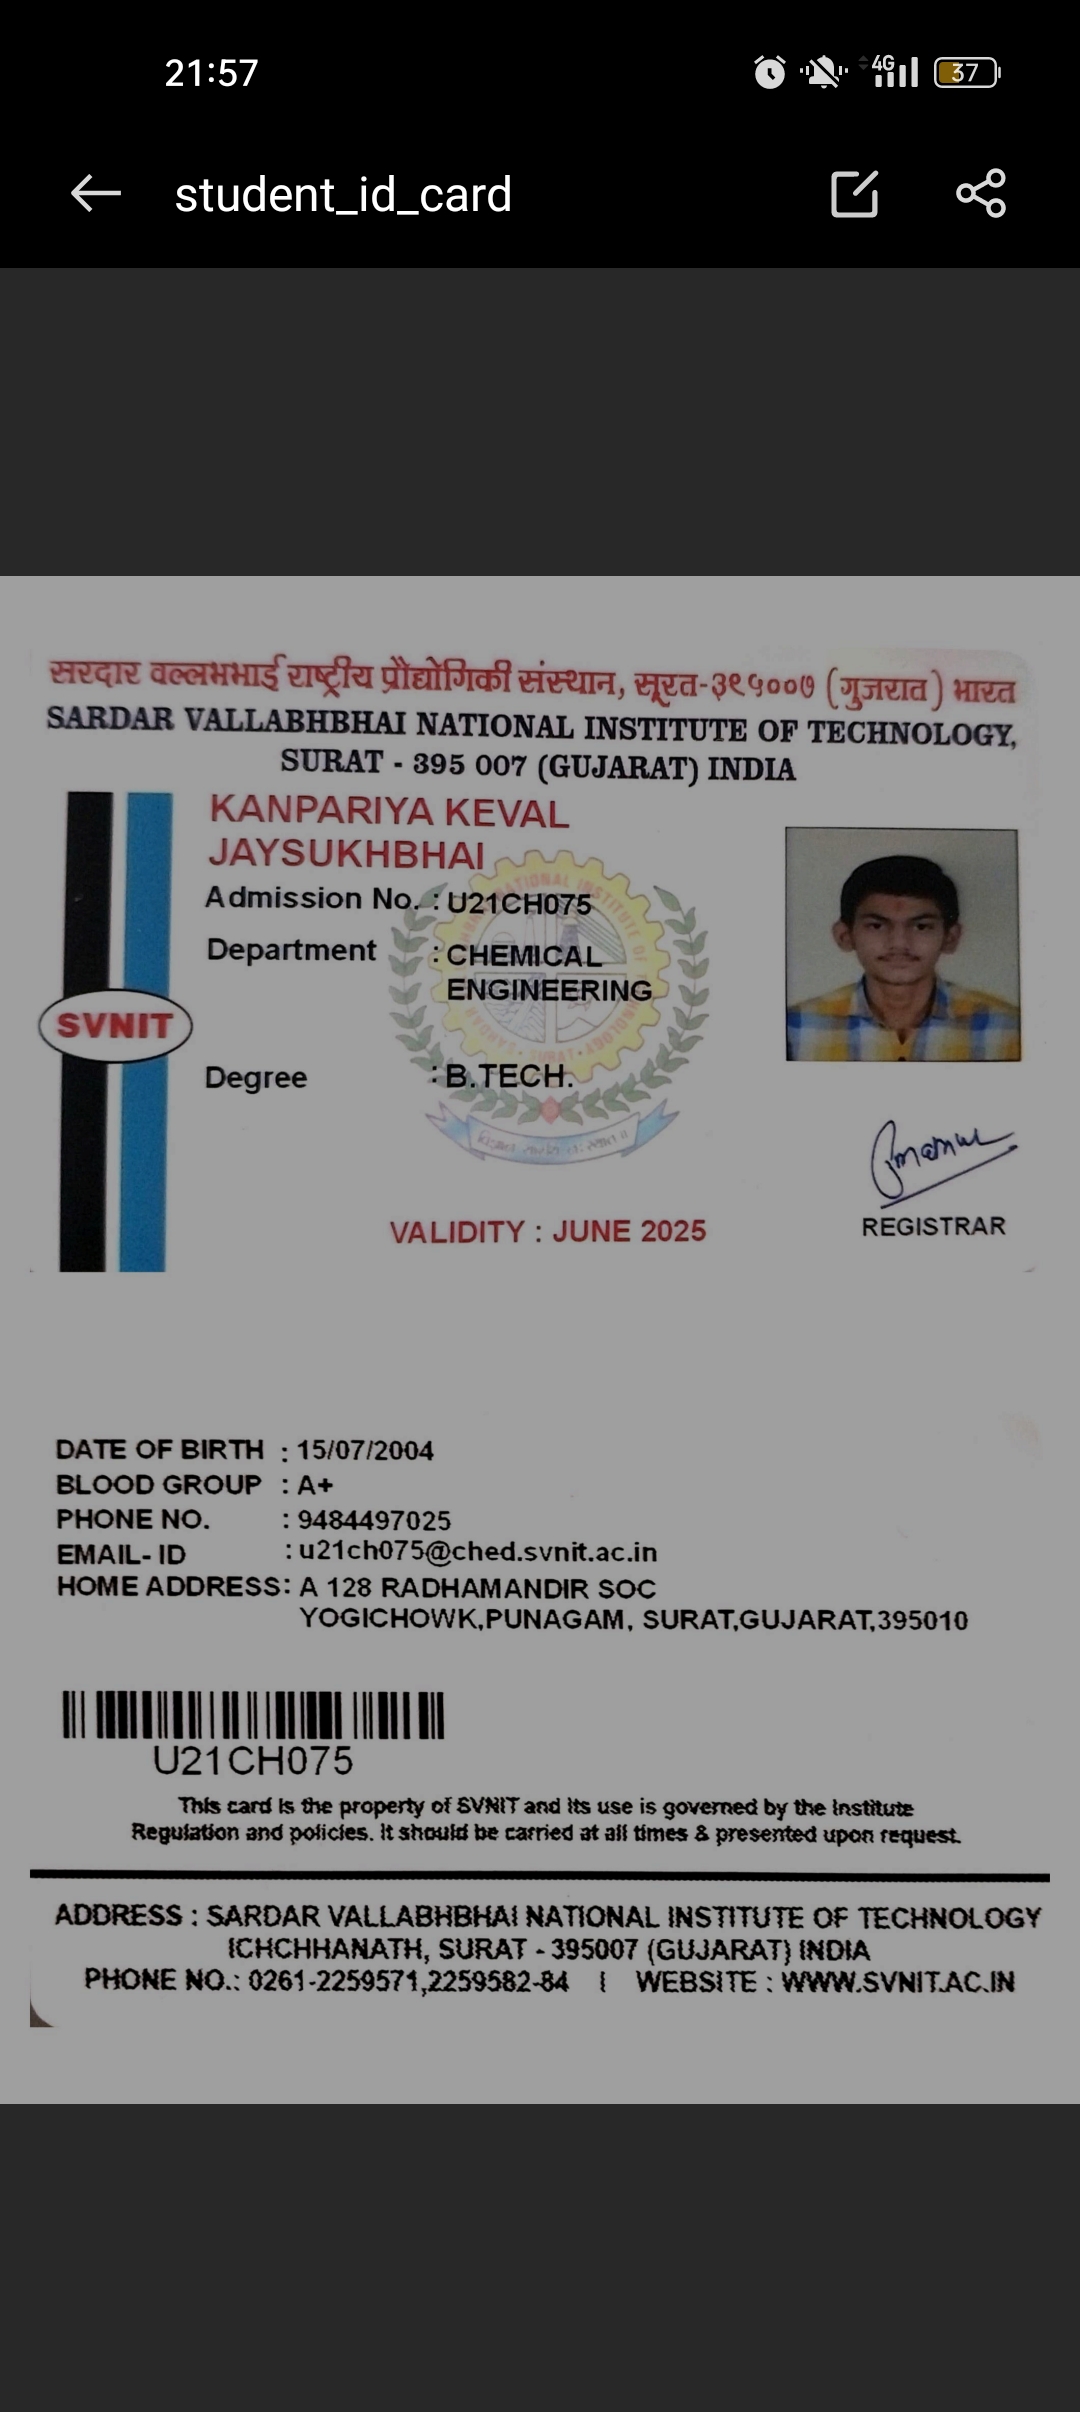 21:57
4G
37
student_id_card
सरदार वल्लभभाई राष्ट्रीय प्रौद्योगिकी संस्थान, सूरत-३९५००७ (गुजरात) भारत
SARDAR VALLABHBHAI NATIONAL INSTITUTE OF TECHNOLOGY,
SURAT - 395 007 (GUJARAT) INDIA
KANPARIYA KEVAL
JAYSUKHBHAI
Admission No. : U21CH075
Department : CHEMICAL
ENGINEERING
SVNIT
Degree : B.TECH.
VALIDITY : JUNE 2025
REGISTRAR
DATE OF BIRTH : 15/07/2004
BLOOD GROUP : A+
PHONE NO. : 9484497025
EMAIL- ID : u21ch075@ched.svnit.ac.in
HOME ADDRESS: A 128 RADHAMANDIR SOC
YOGICHOWK,PUNAGAM, SURAT,GUJARAT,395010
U21CH075
This card is the property of SVNIT and its use is governed by the Institute
Regulation and policies. It should be carried at all times & presented upon request.
ADDRESS : SARDAR VALLABHBHAI NATIONAL INSTITUTE OF TECHNOLOGY
ICHCHHANATH, SURAT - 395007 (GUJARAT) INDIA
PHONE NO.: 0261-2259571,2259582-84 | WEBSITE : WWW.SVNIT.AC.IN